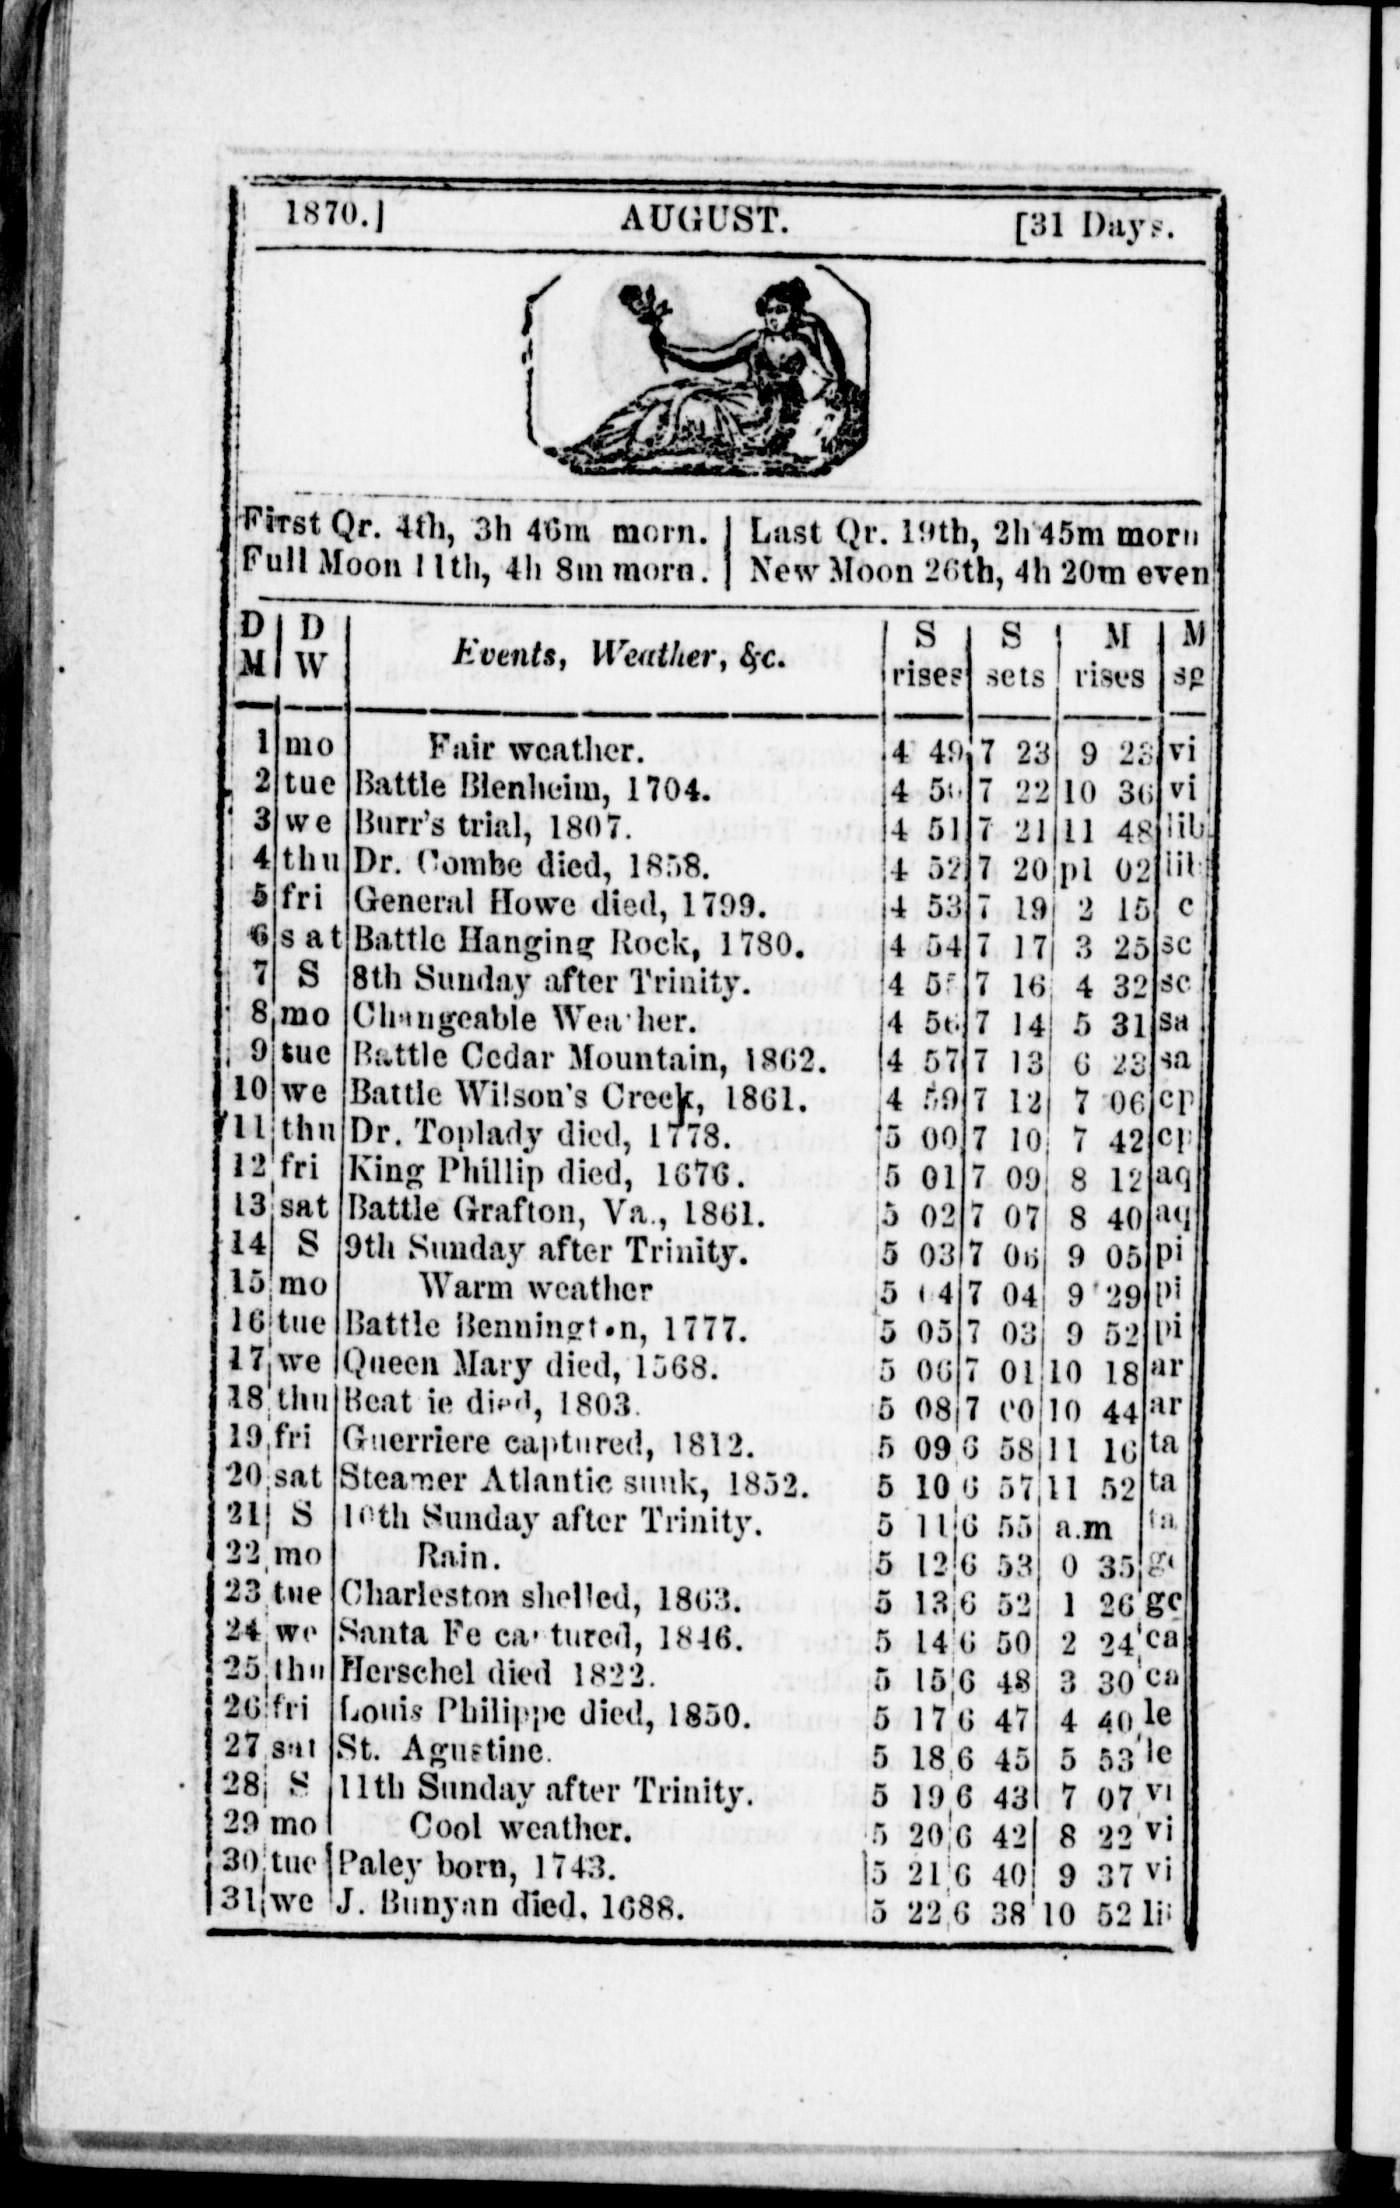 1870.] AUGUST. [31 Days.
First Qr. 4th, 3h 46m morn. | Last Qr. 19th, 2h 45m morn
Full Moon 11th, 4h 8m morn. | New Moon 26th, 4h 20m even
D D S S M M
M W Events, Weather, &c. rises sets rises sg
1 mo Fair weather. 4 49 7 23 9 23 vi
2 tue Battle Blenheim, 1704. 4 50 7 22 10 36 vi
3 we Burr's trial, 1807. 4 51 7 21 11 48 lib
4 thu Dr. Combe died, 1858. 4 52 7 20 pl 02 lib
5 fri General Howe died, 1799. 4 53 7 19 2 15 c
6 sat Battle Hanging Rock, 1780. 4 54 7 17 3 25 sc
7 S 8th Sunday after Trinity. 4 55 7 16 4 32 sc
8 mo Changeable Weather. 4 56 7 14 5 31 sa
9 tue Battle Cedar Mountain, 1862. 4 57 7 13 6 23 sa
10 we Battle Wilson's Creek, 1861. 4 59 7 12 7 06 cp
11 thu Dr. Toplady died, 1778. 5 00 7 10 7 42 cp
12 fri King Phillip died, 1676. 5 01 7 09 8 12 aq
13 sat Battle Grafton, Va., 1861. 5 02 7 07 8 40 aq
14 S 9th Sunday after Trinity. 5 03 7 06 9 05 pi
15 mo Warm weather 5 04 7 04 9 29 pi
16 tue Battle Bennington, 1777. 5 05 7 03 9 52 pi
17 we Queen Mary died, 1568. 5 06 7 01 10 18 ar
18 thu Beat ie died, 1803. 5 08 7 00 10 44 ar
19 fri Guerriere captured, 1812. 5 09 6 58 11 16 ta
20 sat Steamer Atlantic sunk, 1852. 5 10 6 57 11 52 ta
21 S 10th Sunday after Trinity. 5 11 6 55 a.m ta
22 mo Rain. 5 12 6 53 0 35 ge
23 tue Charleston shelled, 1863. 5 13 6 52 1 26 ge
24 we Santa Fe captured, 1846. 5 14 6 50 2 24 ca
25 thu Herschel died 1822. 5 15 6 48 3 30 ca
26 fri Louis Philippe died, 1850. 5 17 6 47 4 40 le
27 sat St. Agustine. 5 18 6 45 5 53 le
28 S 11th Sunday after Trinity. 5 19 6 43 7 07 vi
29 mo Cool weather. 5 20 6 42 8 22 vi
30 tue Paley born, 1743. 5 21 6 40 9 37 vi
31 we J. Bunyan died. 1688. 5 22 6 38 10 52 li